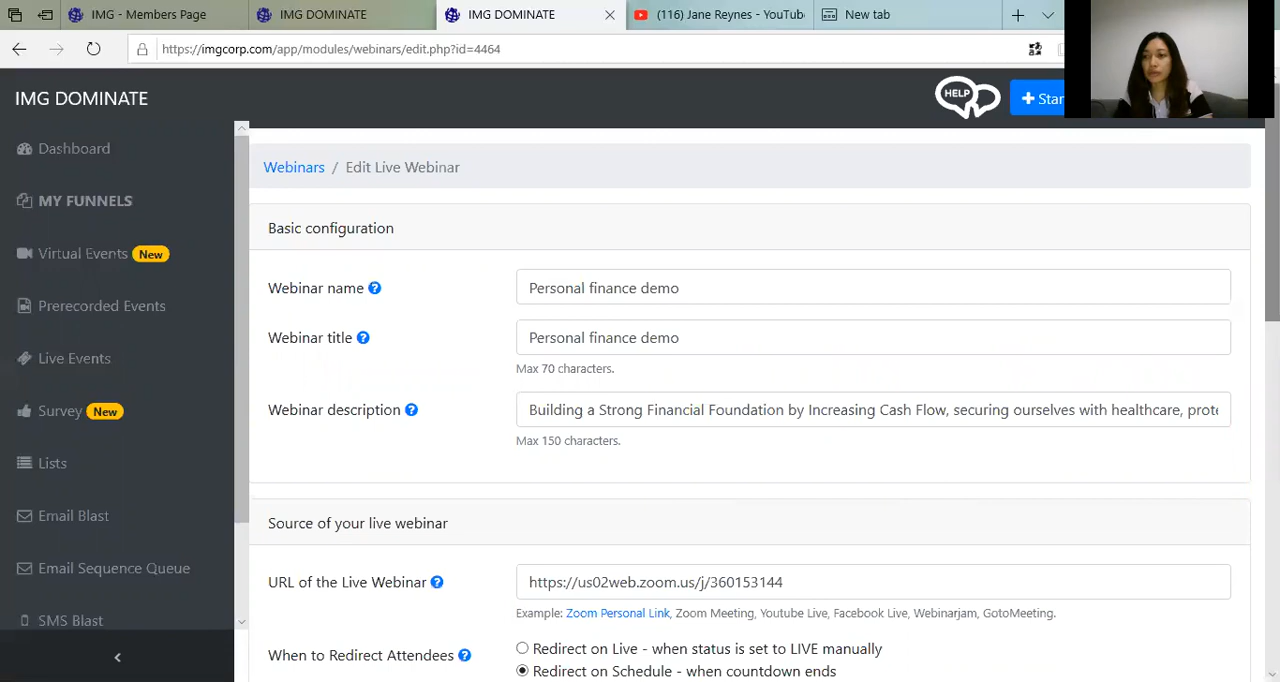 IMG - Members Page
IMG DOMINATE
IMG DOMINATE
(116) Jane Reynes - YouTub
New tab
https://imgcorp.com/app/modules/webinars/edit.php?id=4464
IMG DOMINATE
HELP
Star
Dashboard
MY FUNNELS
Virtual Events New
Prerecorded Events
Live Events
Survey New
Lists
Email Blast
Email Sequence Queue
SMS Blast
Webinars / Edit Live Webinar
Basic configuration
Webinar name
Personal finance demo
Webinar title
Personal finance demo
Max 70 characters.
Webinar description
Building a Strong Financial Foundation by Increasing Cash Flow, securing ourselves with healthcare, prote
Max 150 characters.
Source of your live webinar
URL of the Live Webinar
https://us02web.zoom.us/j/360153144
Example: Zoom Personal Link, Zoom Meeting, Youtube Live, Facebook Live, Webinarjam, GotoMeeting.
When to Redirect Attendees
Redirect on Live - when status is set to LIVE manually
Redirect on Schedule - when countdown ends